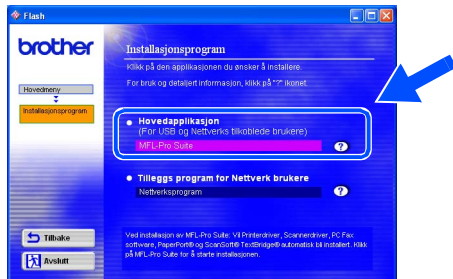 Flash
brother
Installasjonsprogram
Klikk på den applikasjonen du ønsker å installere.
For bruk og detaljert informasjon, klikk på "?" ikonet.
Hovedmeny
Installasjonsprogram
Hovedapplikasjon
(For USB og Nettverks tilkoblede brukere)
MFL-Pro Suite
?
Tilleggs program for Nettverk brukere
Nettverksprogram
?
Tilbake
Avslutt
Ved installasjon av MFL-Pro Suite: Vil Printerdriver, Scannerdriver, PC Fax
software, PaperPort® og ScanSoft® TextBridge® automatisk bli installert. Klikk
på MFL-Pro Suite for å starte installasjonen.